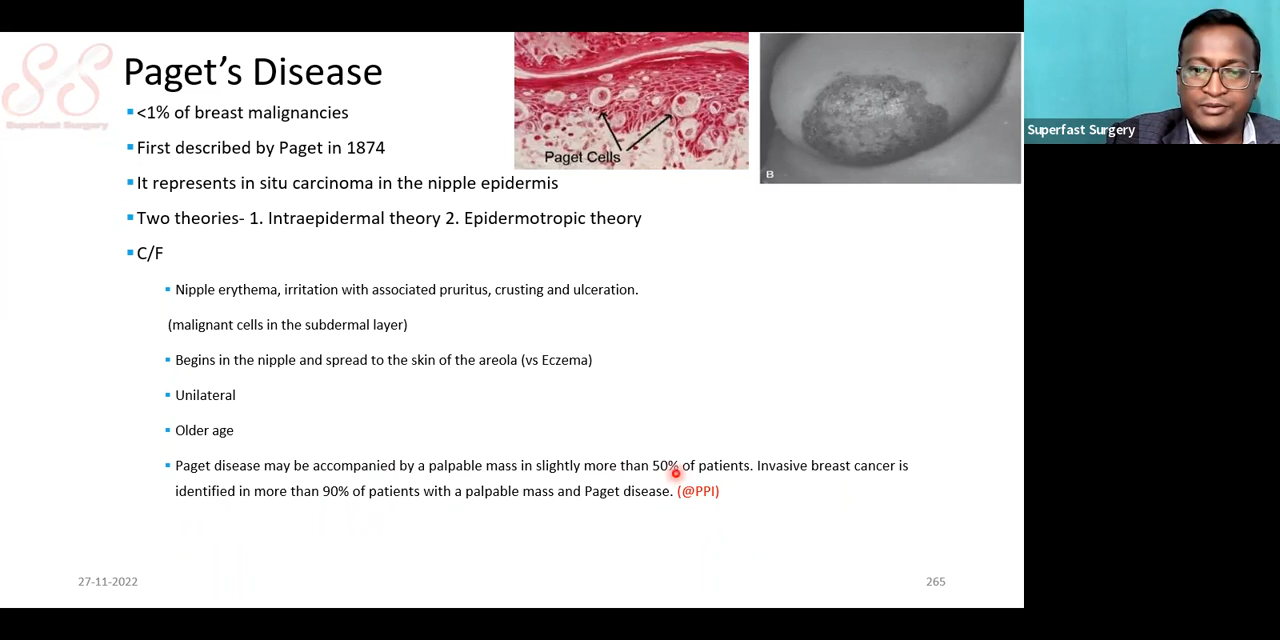 Superfast Surgery
Paget's Disease
<1% of breast malignancies
First described by Paget in 1874
It represents in situ carcinoma in the nipple epidermis
Two theories- 1. Intraepidermal theory 2. Epidermotropic theory
C/F
Nipple erythema, irritation with associated pruritus, crusting and ulceration.
(malignant cells in the subdermal layer)
Begins in the nipple and spread to the skin of the areola (vs Eczema)
Unilateral
Older age
Paget disease may be accompanied by a palpable mass in slightly more than 50% of patients. Invasive breast cancer is
identified in more than 90% of patients with a palpable mass and Paget disease. (@PPI)
Paget Cells
B
Superfast Surgery
27-11-2022
265